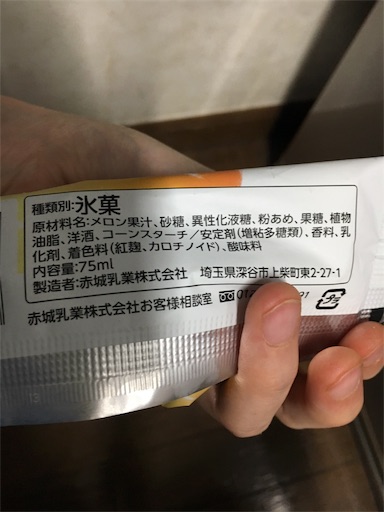 種類別:氷菓
原材料名:メロン果汁、砂糖、異性化液糖、粉あめ、果糖、植物
油脂、洋酒、コーンスターチ/安定剤(増粘多糖類)、香料、乳
化剤、着色料(紅麹、カロチノイド)、酸味料
内容量:75ml
製造者:赤城乳業株式会社 埼玉県深谷市上柴町東2-27-1
赤城乳業株式会社お客様相談室
プラ